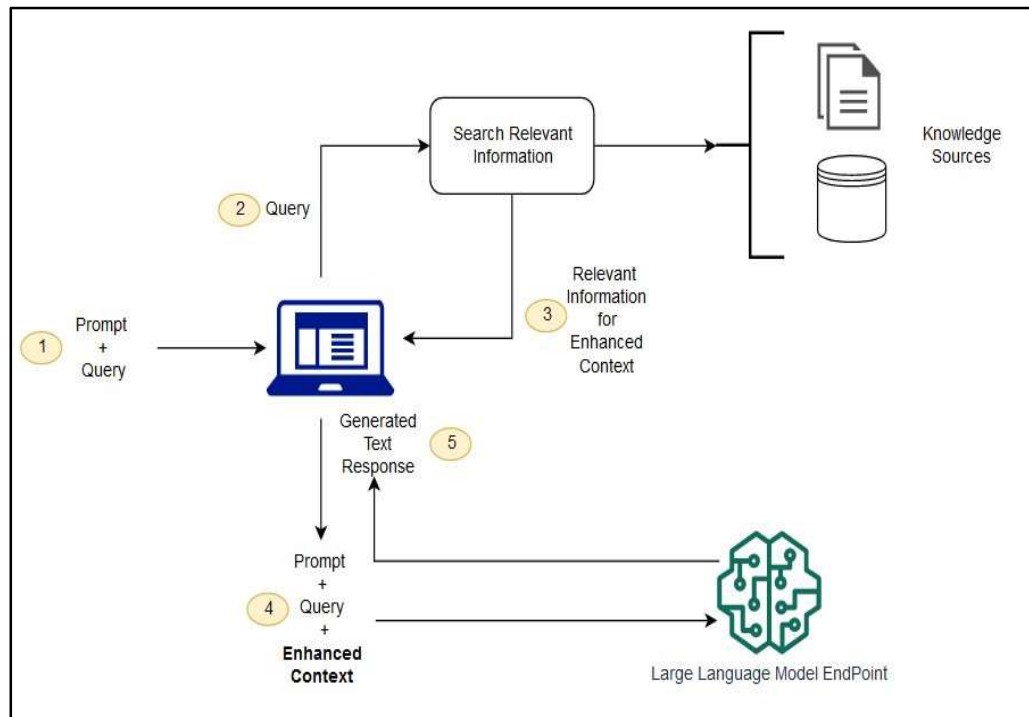 Search Relevant
Information
Knowledge
Sources
2
Query
1
Prompt
+
Query
3
Relevant
Information
for
Enhanced
Context
Generated
Text
Response
5
4
Prompt
+
Query
+
Enhanced
Context
Large Language Model EndPoint